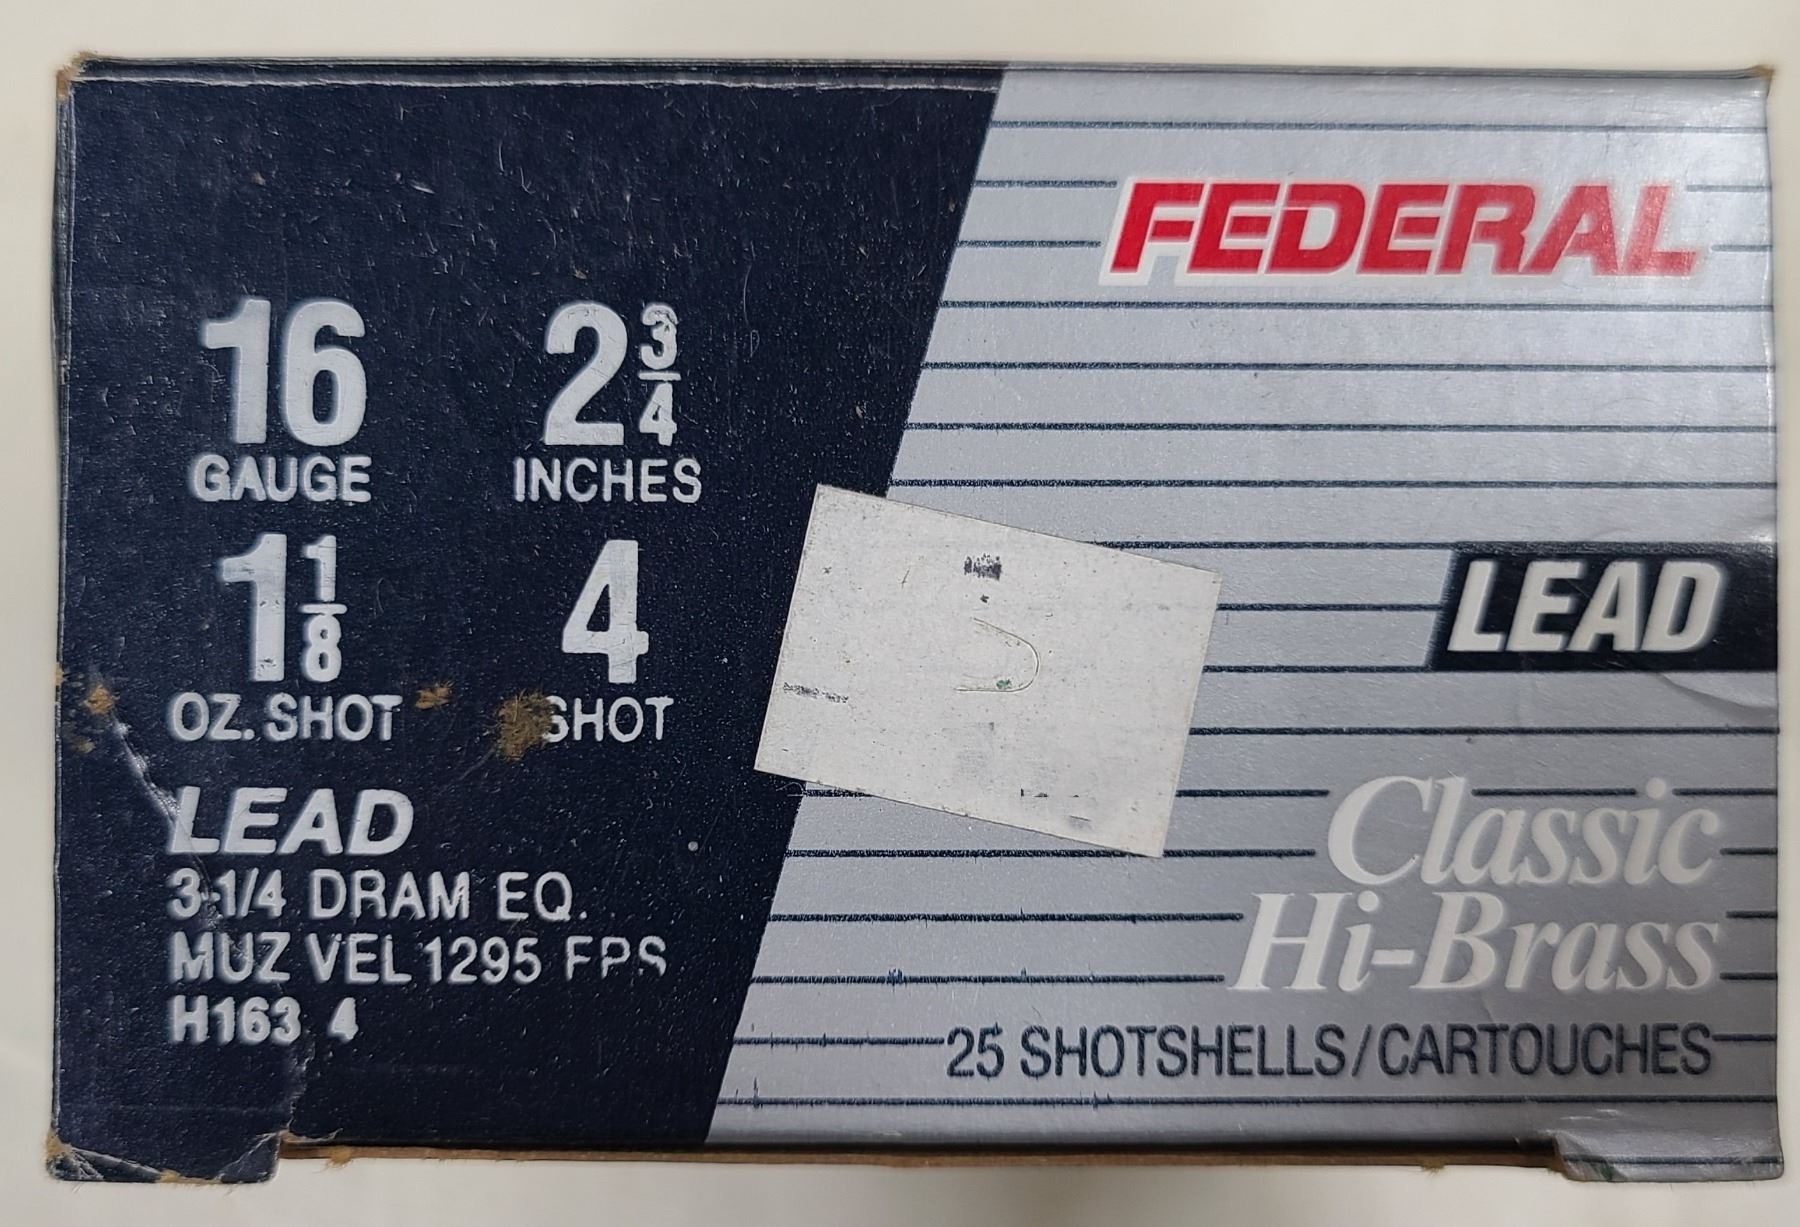 16 2 3/4
GAUGE INCHES
1 1/8 4
OZ. SHOT SHOT
LEAD
3-1/4 DRAM EQ.
MUZ VEL 1295 FPS
H163 4
FEDERAL
LEAD
Classic
Hi-Brass
25 SHOTSHELLS/CARTOUCHES